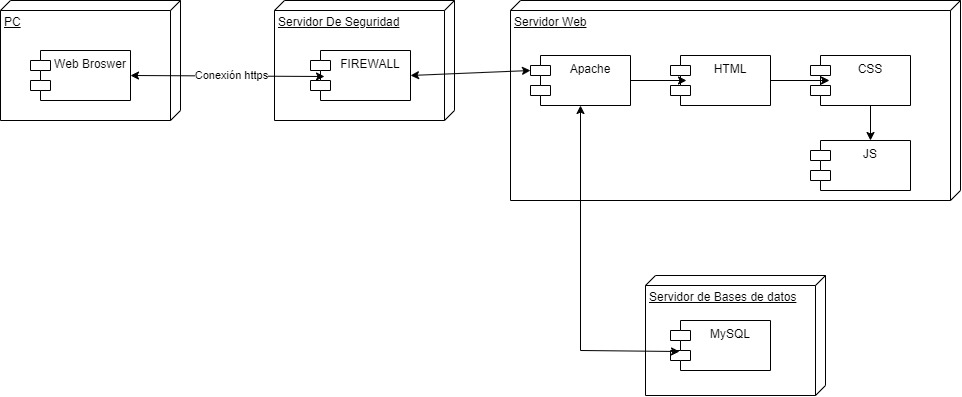 PC
Servidor De Seguridad
Servidor Web
Web Broswer
Conexión https
FIREWALL
Apache
HTML
CSS
JS
Servidor de Bases de datos
MySQL